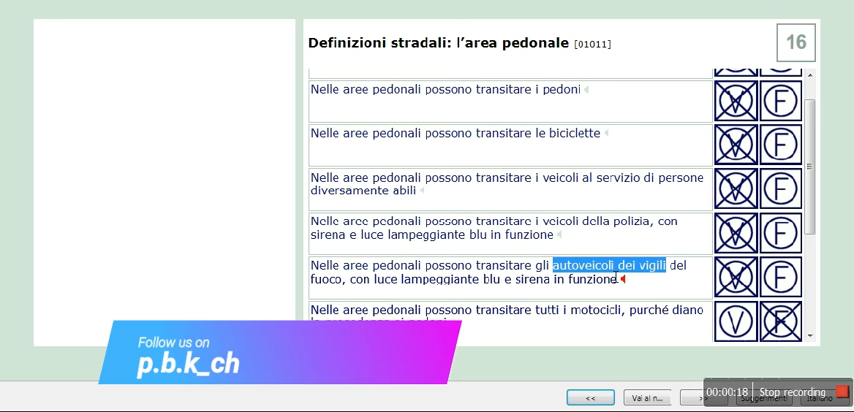 Definizioni stradali: l'area pedonale [01011]
16
Nelle aree pedonali possono transitare i pedoni
V F
Nelle aree pedonali possono transitare le biciclette
V F
Nelle aree pedonali possono transitare i veicoli al servizio di persone
diversamente abili
V F
Nelle aree pedonali possono transitare i veicoli della polizia, con
sirena e luce lampeggiante blu in funzione
V F
Nelle aree pedonali possono transitare gli autoveicoli dei vigili del
fuoco, con luce lampeggiante blu e sirena in funzione
V F
Nelle aree pedonali possono transitare tutti i motocicli, purché diano
V F
Follow us on
p.b.k_ch
<< Vai al n... >>
00:00:18 Stop recording